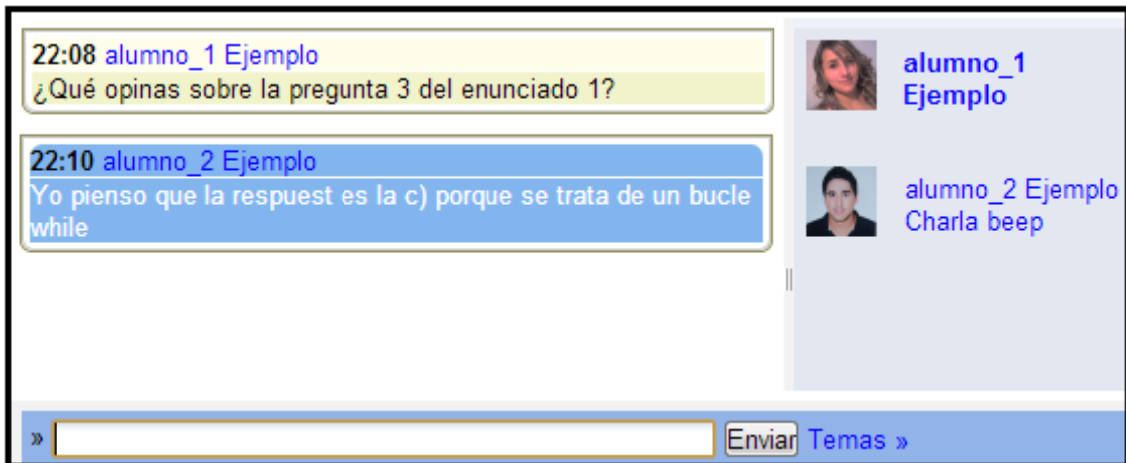 22:08 alumno_1 Ejemplo
¿Qué opinas sobre la pregunta 3 del enunciado 1?
22:10 alumno_2 Ejemplo
Yo pienso que la respuest es la c) porque se trata de un bucle
while
alumno_1
Ejemplo
alumno_2 Ejemplo
Charla beep
» Enviar Temas »